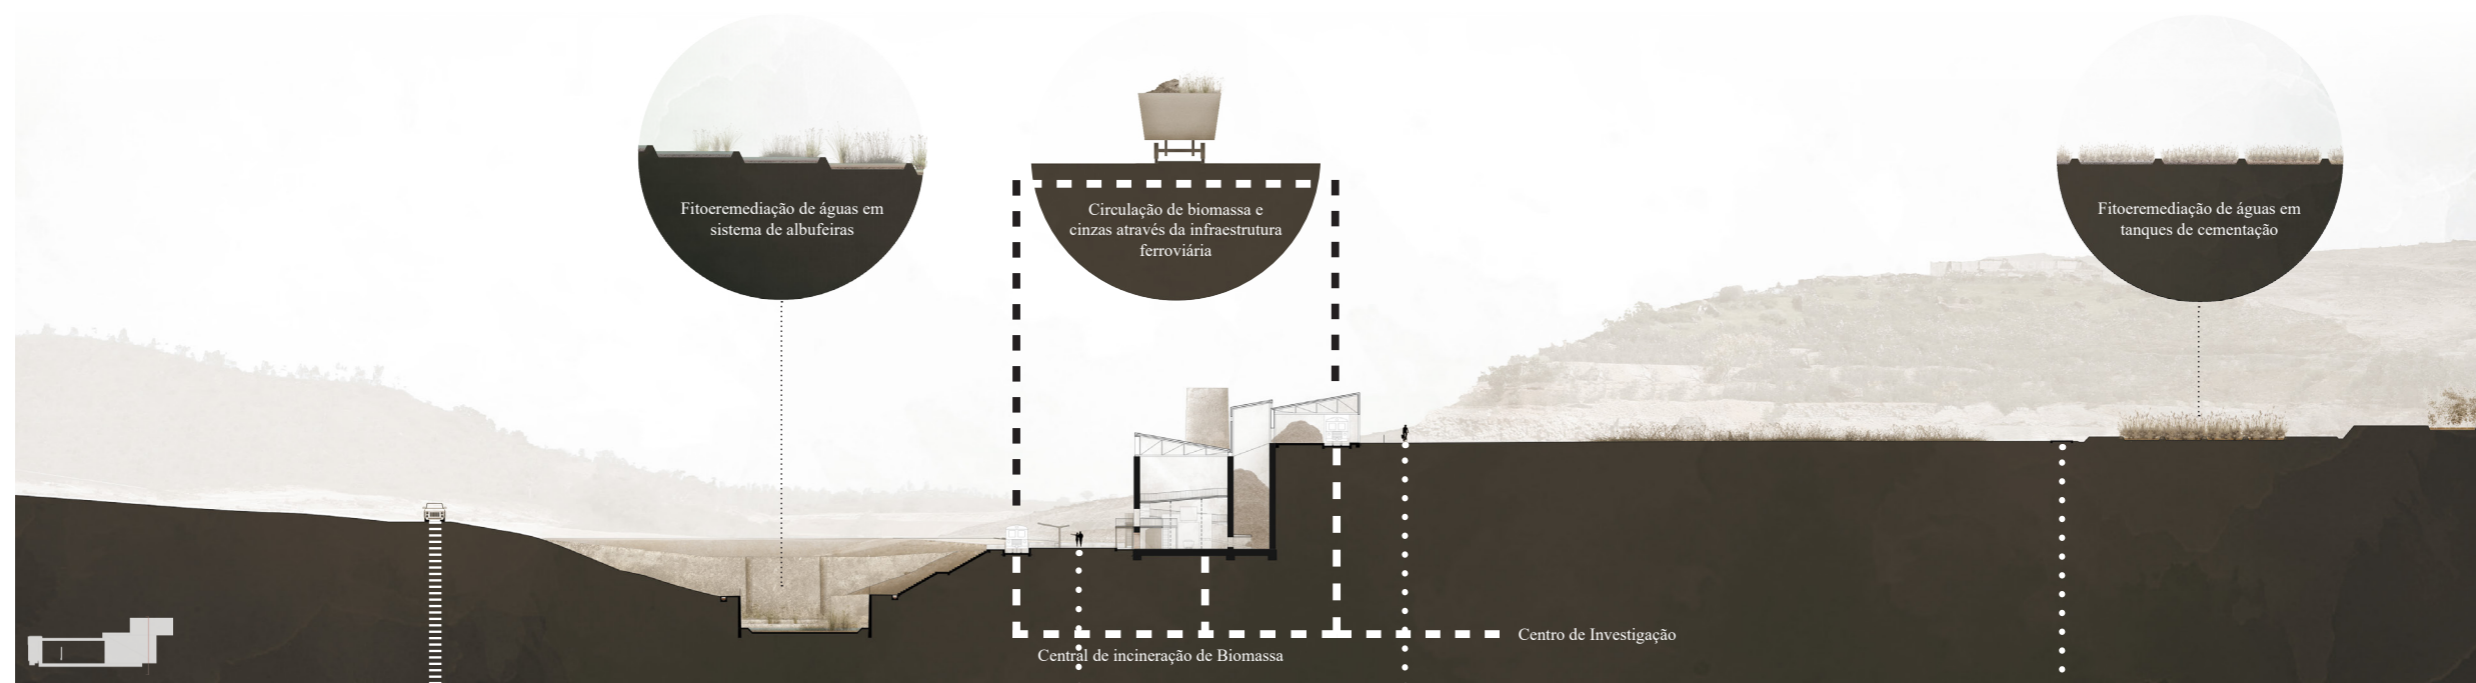 Fitoeremediação de águas em
sistema de albufeiras
Circulação de biomassa e
cinzas através da infraestrutura
ferroviária
Fitoeremediação de águas em
tanques de cementação
Centro de Investigação
Central de incineração de Biomassa